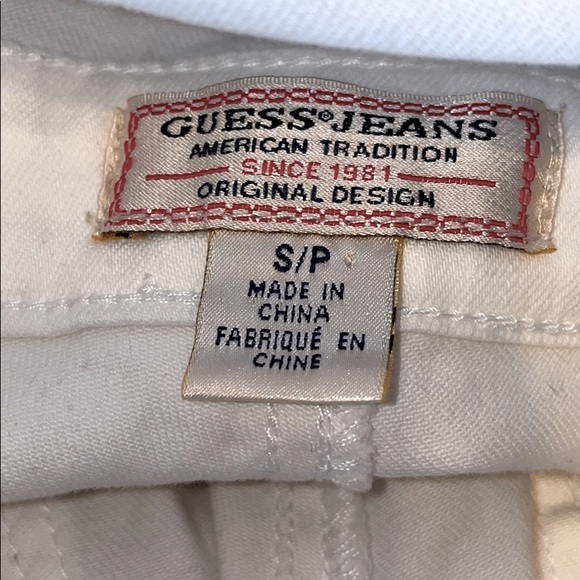 GUESS® JEANS
AMERICAN TRADITION
SINCE 1981
ORIGINAL DESIGN
S/P
MADE IN
CHINA
FABRIQUÉ EN
CHINE